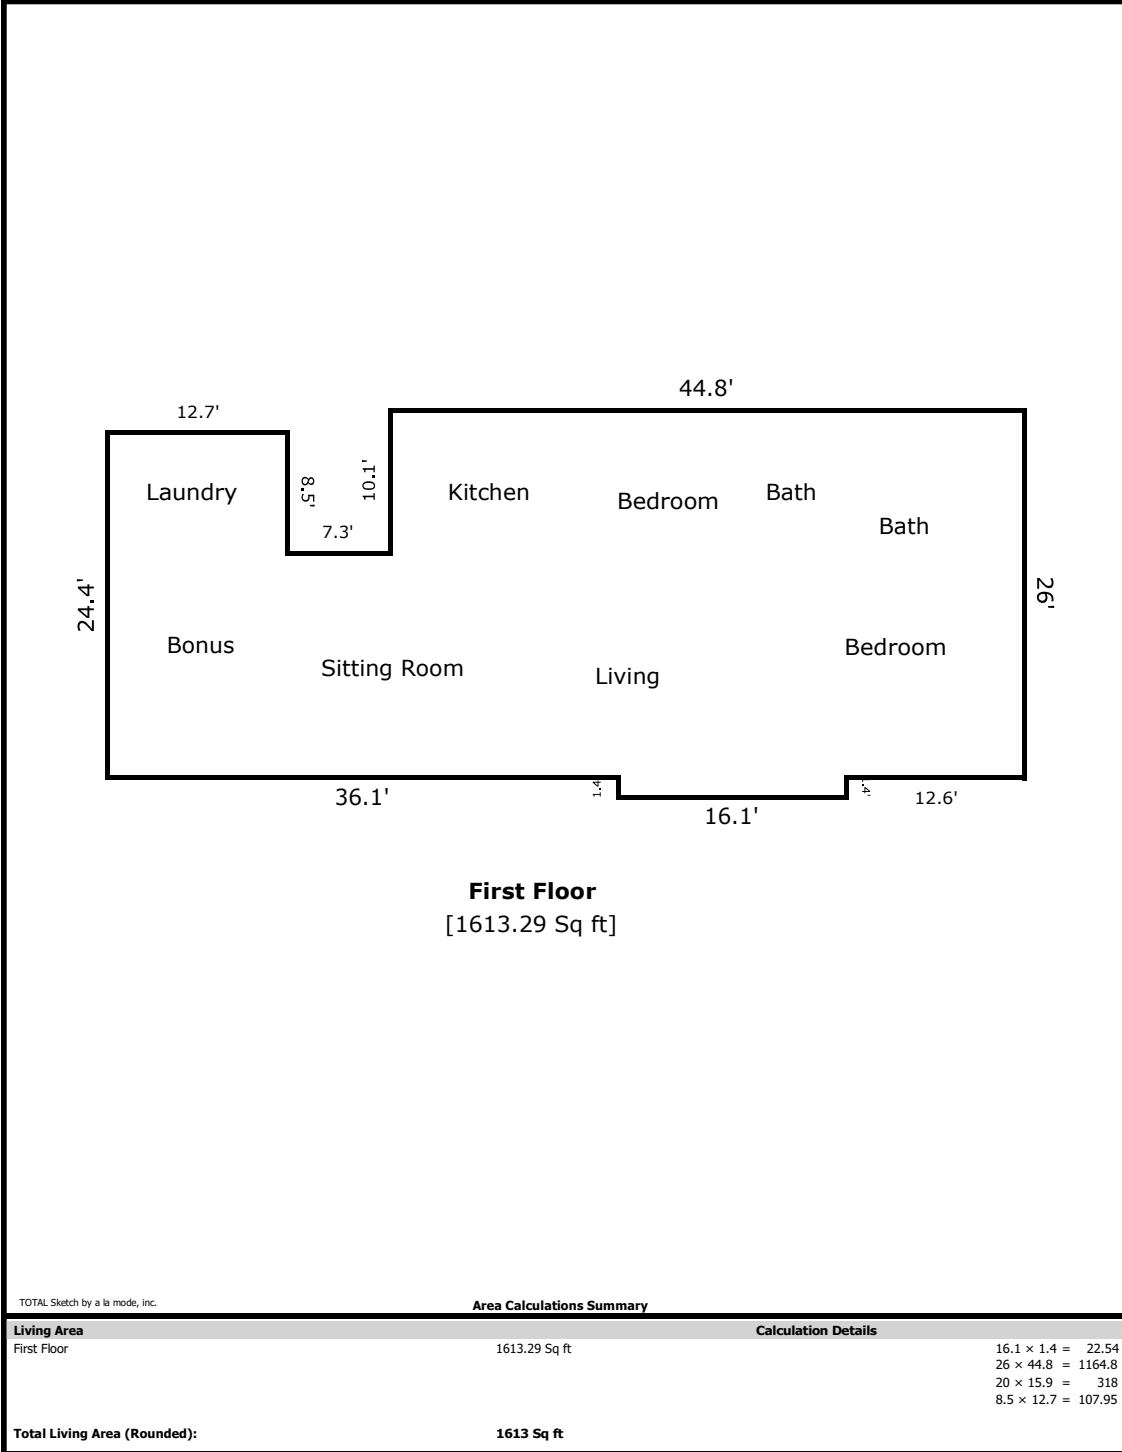 44.8'
12.7'
8.5'
10.1'
Laundry
Kitchen
Bedroom
Bath
Bath
7.3'
24.4'
26'
Bonus
Sitting Room
Living
Bedroom
36.1'
1.4
16.1'
.4'
12.6'
First Floor
[1613.29 Sq ft]
TOTAL Sketch by a la mode, inc.
Area Calculations Summary
Living Area Calculation Details
First Floor 1613.29 Sq ft 16.1 × 1.4 = 22.54
26 × 44.8 = 1164.8
20 × 15.9 = 318
8.5 × 12.7 = 107.95
Total Living Area (Rounded): 1613 Sq ft